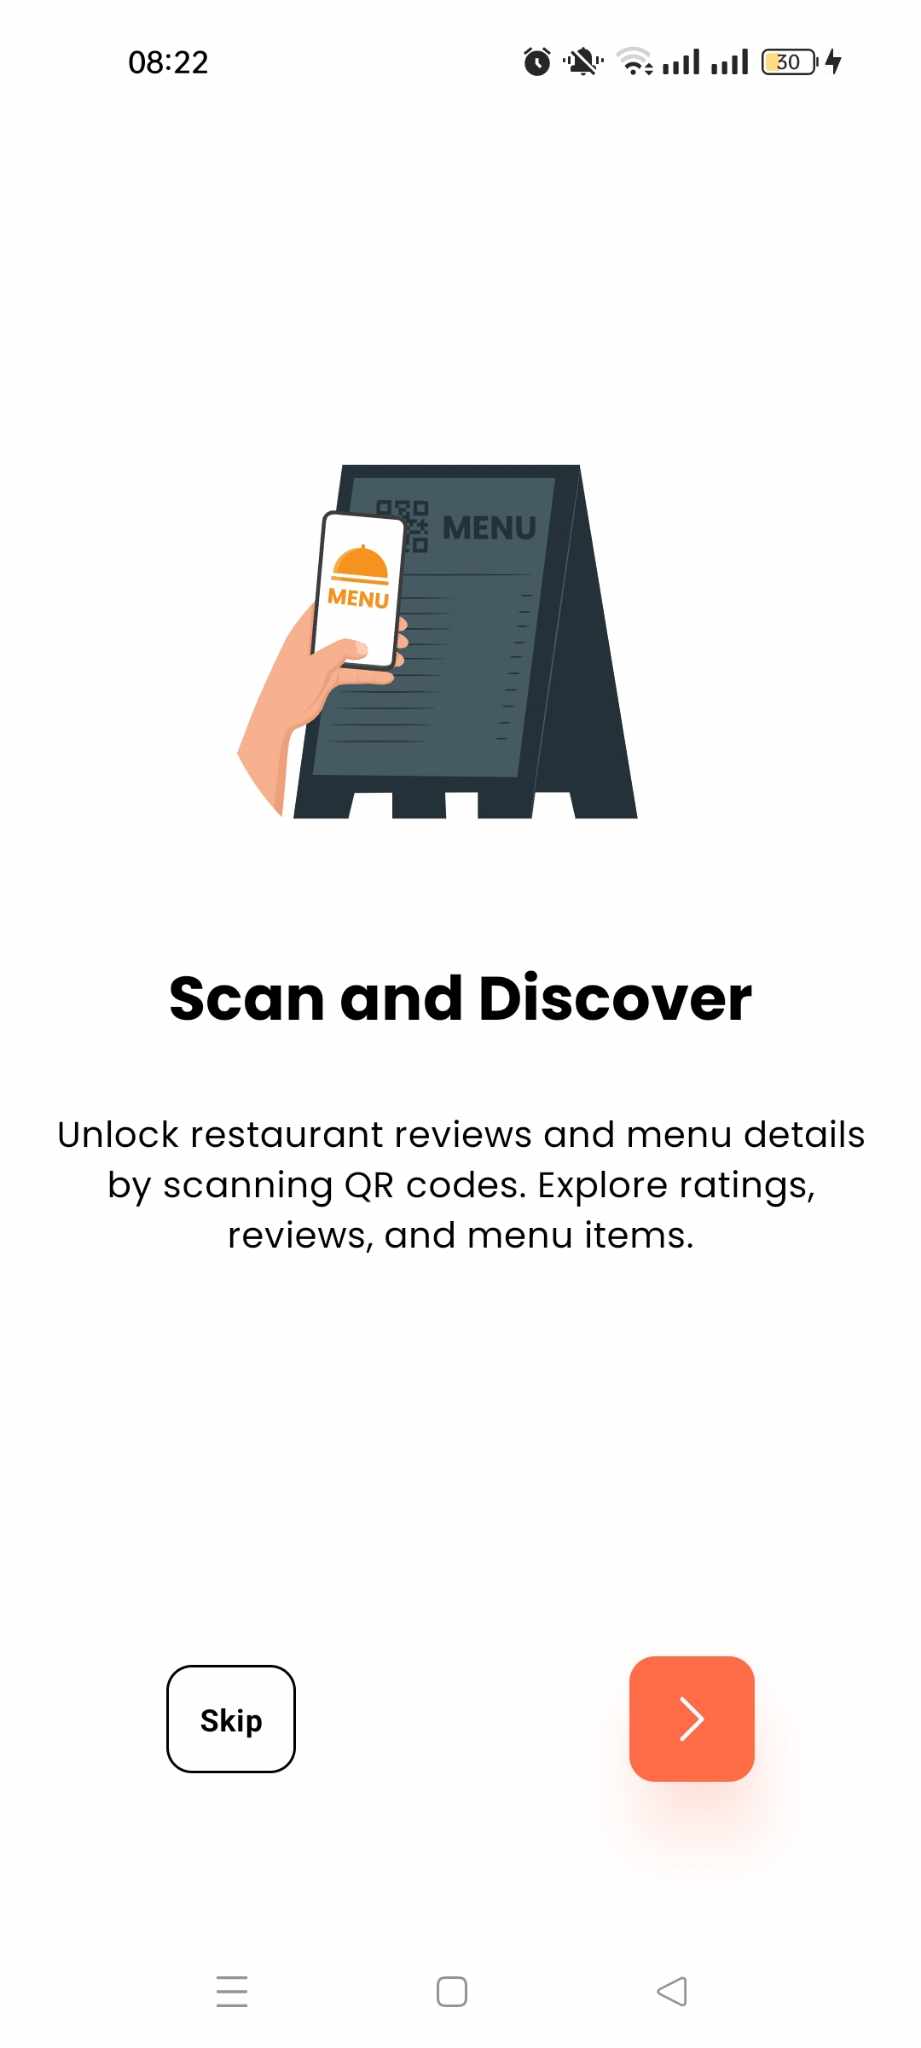 08:22
30
MENU
MENU
Scan and Discover
Unlock restaurant reviews and menu details
by scanning QR codes. Explore ratings,
reviews, and menu items.
Skip